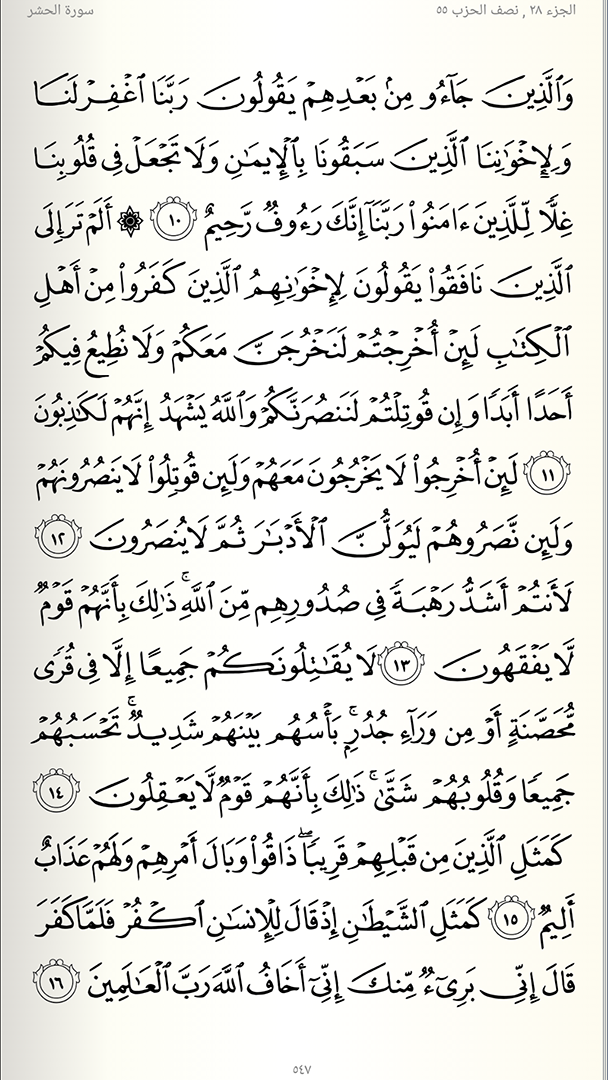 سورة الحشر
الجزء ٢٨ , نصف الحزب ٥٥
وَٱلَّذِينَ جَآءُو مِنۢ بَعْدِهِمْ يَقُولُونَ رَبَّنَا ٱغْفِرْ لَنَا
وَلِإِخْوَٰنِنَا ٱلَّذِينَ سَبَقُونَا بِٱلْإِيمَٰنِ وَلَا تَجْعَلْ فِى قُلُوبِنَا
غِلًّا لِّلَّذِينَ ءَامَنُوا۟ رَبَّنَآ إِنَّكَ رَءُوفٌ رَّحِيمٌ ١٠ ۞ أَلَمْ تَرَ إِلَى
ٱلَّذِينَ نَافَقُوا۟ يَقُولُونَ لِإِخْوَٰنِهِمُ ٱلَّذِينَ كَفَرُوا۟ مِنْ أَهْلِ
ٱلْكِتَٰبِ لَئِنْ أُخْرِجْتُمْ لَنَخْرُجَنَّ مَعَكُمْ وَلَا نُطِيعُ فِيكُمْ
أَحَدًا أَبَدًا وَإِن قُوتِلْتُمْ لَنَنصُرَنَّكُمْ وَٱللَّهُ يَشْهَدُ إِنَّهُمْ لَكَٰذِبُونَ
١١ لَئِنْ أُخْرِجُوا۟ لَا يَخْرُجُونَ مَعَهُمْ وَلَئِن قُوتِلُوا۟ لَا يَنصُرُونَهُمْ
وَلَئِن نَّصَرُوهُمْ لَيُوَلُّنَّ ٱلْأَدْبَٰرَ ثُمَّ لَا يُنصَرُونَ ١٢
لَأَنتُمْ أَشَدُّ رَهْبَةً فِى صُدُورِهِم مِّنَ ٱللَّهِ ۚ ذَٰلِكَ بِأَنَّهُمْ قَوْمٌ
لَّا يَفْقَهُونَ ١٣ لَا يُقَٰتِلُونَكُمْ جَمِيعًا إِلَّا فِى قُرًى
مُّحَصَّنَةٍ أَوْ مِن وَرَآءِ جُدُرٍۭ ۚ بَأْسُهُم بَيْنَهُمْ شَدِيدٌ ۚ تَحْسَبُهُمْ
جَمِيعًا وَقُلُوبُهُمْ شَتَّىٰ ۚ ذَٰلِكَ بِأَنَّهُمْ قَوْمٌ لَّا يَعْقِلُونَ ١٤
كَمَثَلِ ٱلَّذِينَ مِن قَبْلِهِمْ قَرِيبًا ۖ ذَاقُوا۟ وَبَالَ أَمْرِهِمْ وَلَهُمْ عَذَابٌ
أَلِيمٌ ١٥ كَمَثَلِ ٱلشَّيْطَٰنِ إِذْ قَالَ لِلْإِنسَٰنِ ٱكْفُرْ فَلَمَّا كَفَرَ
قَالَ إِنِّى بَرِىٓءٌ مِّنكَ إِنِّىٓ أَخَافُ ٱللَّهَ رَبَّ ٱلْعَٰلَمِينَ ١٦
٥٤٧